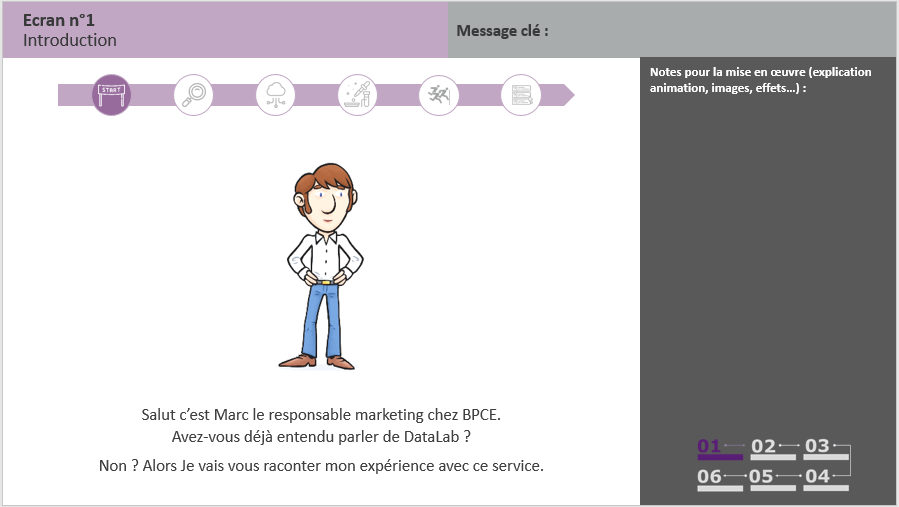 Ecran n°1
Introduction
Message clé :
START
Notes pour la mise en œuvre (explication
animation, images, effets…) :
Salut c’est Marc le responsable marketing chez BPCE.
Avez-vous déjà entendu parler de DataLab ?
Non ? Alors Je vais vous raconter mon expérience avec ce service.
01 02 03
06 05 04